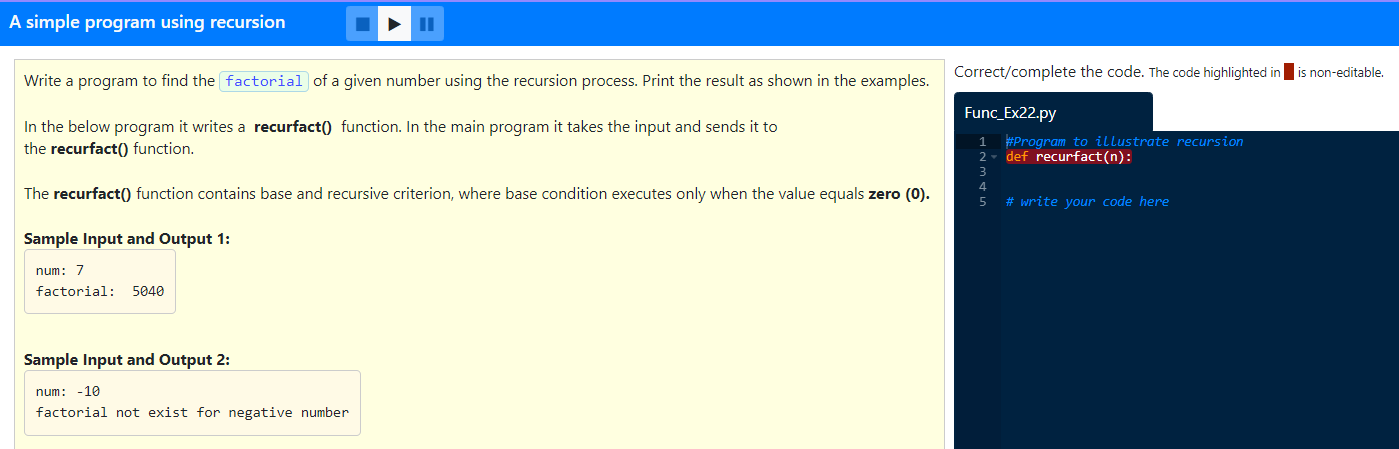 A simple program using recursion
Write a program to find the factorial of a given number using the recursion process. Print the result as shown in the examples.
In the below program it writes a recurfact() function. In the main program it takes the input and sends it to
the recurfact() function.
The recurfact() function contains base and recursive criterion, where base condition executes only when the value equals zero (0).
Sample Input and Output 1:
num: 7
factorial:  5040
Sample Input and Output 2:
num: -10
factorial not exist for negative number
Correct/complete the code. The code highlighted in is non-editable.
Func_Ex22.py
1 #Program to illustrate recursion
2 def recurfact(n):
3
4
5 # write your code here